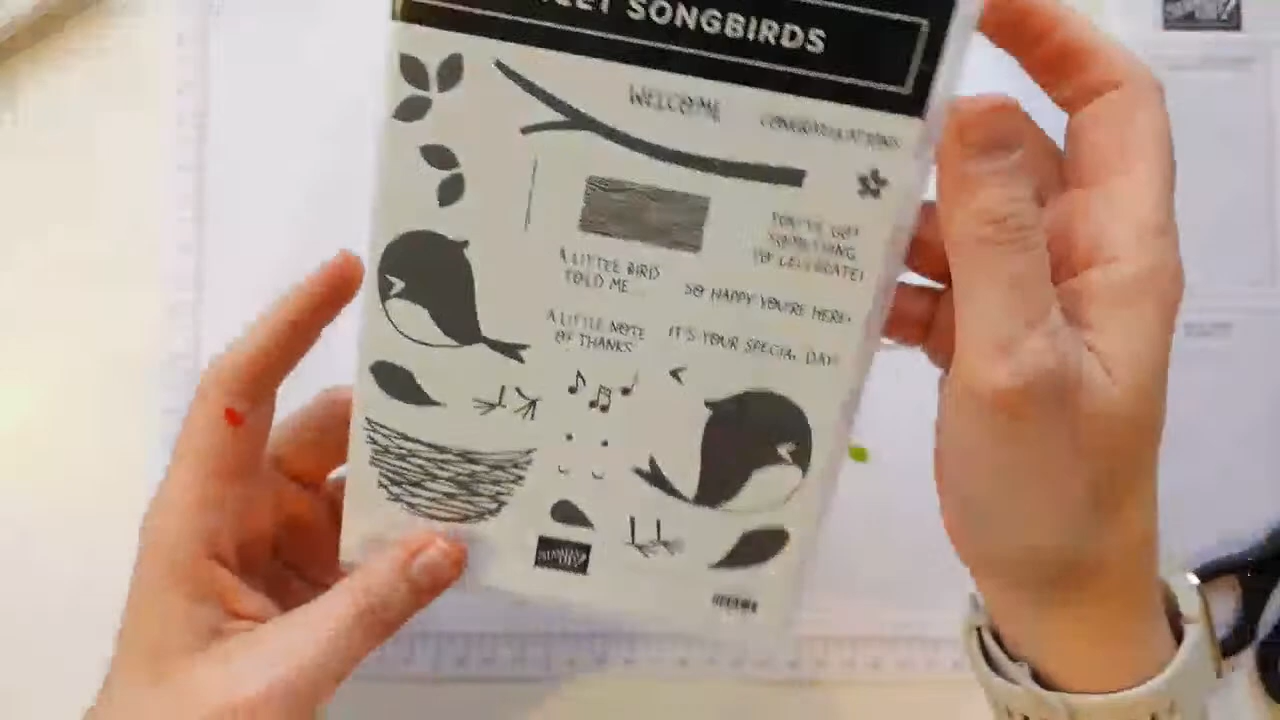 SONGBIRDS
WELCOME
CONGRATULATIONS
YOU'VE GOT
SOMETHING
TO CELEBRATE!
A LITTLE BIRD
TOLD ME...
SO HAPPY YOU'RE HERE!
A LITTLE NOTE
OF THANKS
IT'S YOUR SPECIAL DAY!